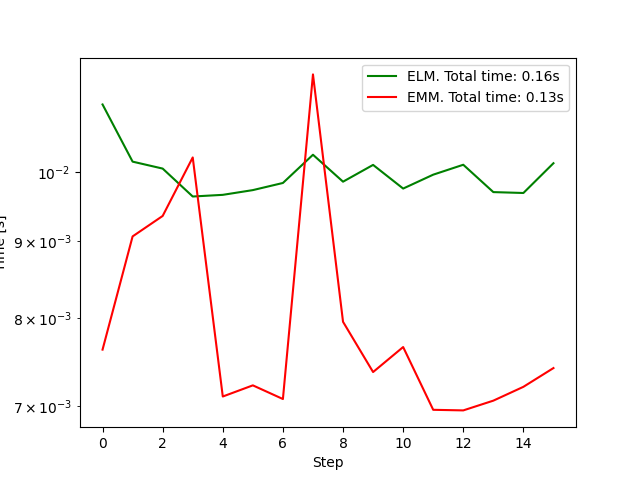 ELM. Total time: 0.16s
EMM. Total time: 0.13s
10⁻²
9 × 10⁻³
8 × 10⁻³
7 × 10⁻³
0 2 4 6 8 10 12 14
Step